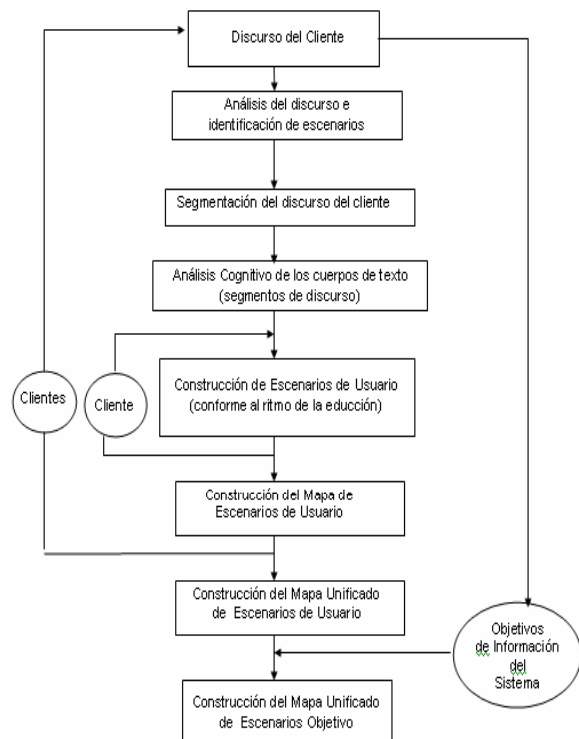 Discurso del Cliente
Análisis del discurso e
identificación de escenarios
Segmentación del discurso del cliente
Análisis Cognitivo de los cuerpos de texto
(segmentos de discurso)
Construcción de Escenarios de Usuario
(conforme al ritmo de la educción)
Clientes
Cliente
Construcción del Mapa de
Escenarios de Usuario
Construcción del Mapa Unificado
de Escenarios de Usuario
Objetivos
de Información
del
Sistema
Construcción del Mapa Unificado
de Escenarios Objetivo